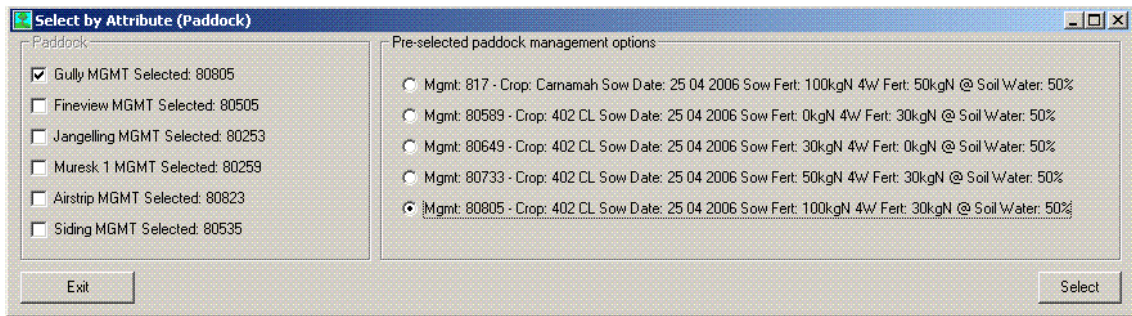 Select by Attribute (Paddock)
Paddock
Gully MGMT Selected: 80805
Fineview MGMT Selected: 80505
Jangelling MGMT Selected: 80253
Muresk 1 MGMT Selected: 80259
Airstrip MGMT Selected: 80823
Siding MGMT Selected: 80535
Pre-selected paddock management options
Mgmt: 817 - Crop: Carnamah Sow Date: 25 04 2006 Sow Fert: 100kgN 4W Fert: 50kgN @ Soil Water: 50%
Mgmt: 80589 - Crop: 402 CL Sow Date: 25 04 2006 Sow Fert: 0kgN 4W Fert: 30kgN @ Soil Water: 50%
Mgmt: 80649 - Crop: 402 CL Sow Date: 25 04 2006 Sow Fert: 30kgN 4W Fert: 0kgN @ Soil Water: 50%
Mgmt: 80733 - Crop: 402 CL Sow Date: 25 04 2006 Sow Fert: 50kgN 4W Fert: 30kgN @ Soil Water: 50%
Mgmt: 80805 - Crop: 402 CL Sow Date: 25 04 2006 Sow Fert: 100kgN 4W Fert: 30kgN @ Soil Water: 50%
Exit
Select